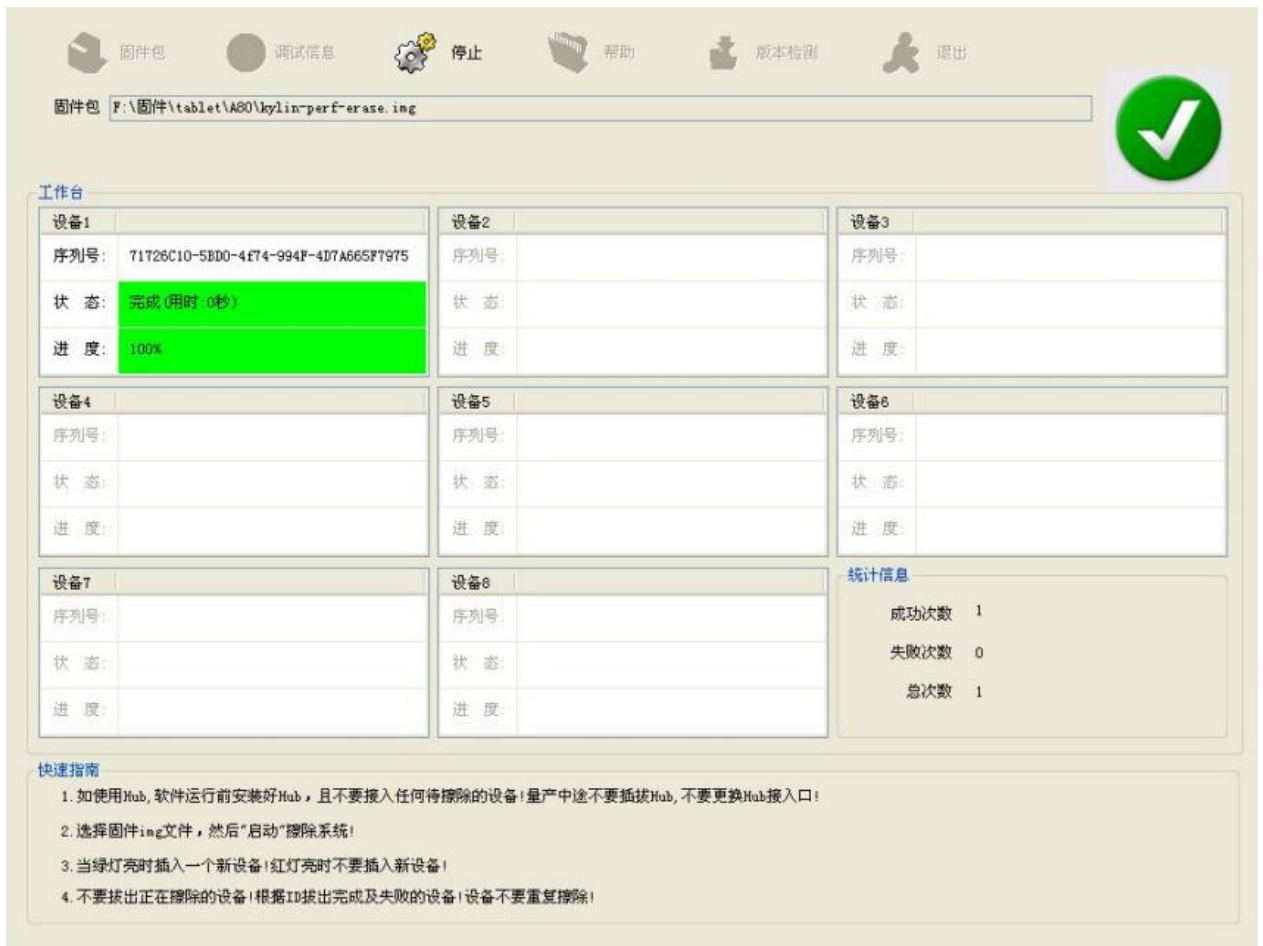 固件包 调试信息 停止 帮助 版本检测 退出
固件包 F:\固件\tablet\A80\kylin-perf-erase.img
工作台
设备1 设备2 设备3
序列号: 71726C10-5BD0-4f74-994F-4D7A665F7975 序列号: 序列号:
状 态: 完成(用时:0秒) 状 态: 状 态:
进 度: 100% 进 度: 进 度:
设备4 设备5 设备6
序列号: 序列号: 序列号:
状 态: 状 态: 状 态:
进 度: 进 度: 进 度:
设备7 设备8 统计信息
序列号: 序列号: 成功次数 1
状 态: 状 态: 失败次数 0
进 度: 进 度: 总次数 1
快速指南
1.如使用Hub,软件运行前安装好Hub，且不要接入任何待擦除的设备!量产中途不要插拔Hub,不要更换Hub接入口!
2.选择固件img文件，然后"启动"擦除系统!
3.当绿灯亮时插入一个新设备!红灯亮时不要插入新设备!
4.不要拔出正在擦除的设备!根据ID拔出完成及失败的设备!设备不要重复擦除!